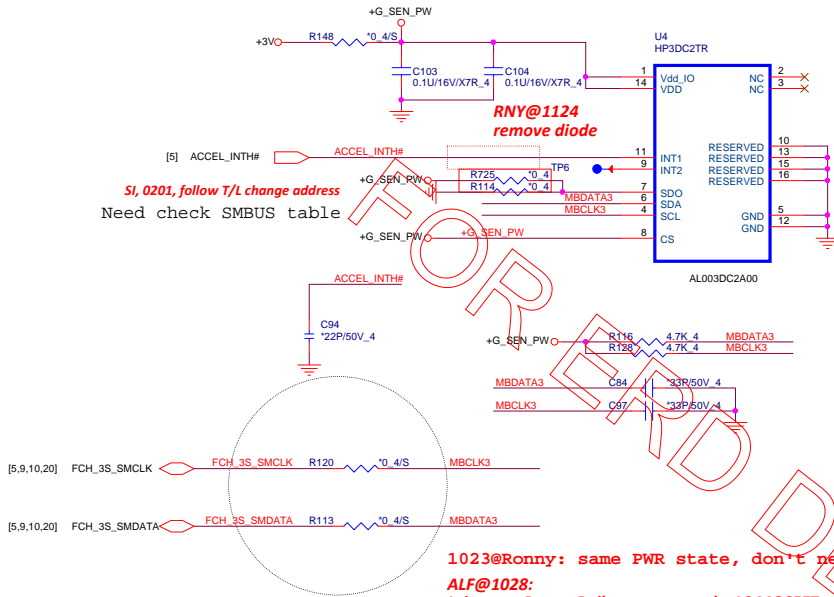 +G_SEN_PW
+3V
R148
*0_4/S
C103
0.1U/16V/X7R_4
C104
0.1U/16V/X7R_4
U4
HP3DC2TR
1
14
Vdd_IO
VDD
NC
NC
2
3
RNY@1124
remove diode
RESERVED
RESERVED
RESERVED
RESERVED
10
13
15
16
[5]
ACCEL_INTH#
ACCEL_INTH#
11
9
INT1
INT2
TP6
+G_SEN_PW
R725
*0_4
R114
*0_4
SI, 0201, follow T/L change address
Need check SMBUS table
MBDATA3
MBCLK3
7
6
4
SDO
SDA
SCL
GND
GND
5
12
+G_SEN_PW
+G_SEN_PW
8
CS
AL003DC2A00
ACCEL_INTH#
C94
*22P/50V_4
+G_SEN_PW
R116
4.7K_4
MBDATA3
R128
4.7K_4
MBCLK3
MBDATA3
C84
*33P/50V_4
MBCLK3
C97
*33P/50V_4
[5,9,10,20]
FCH_3S_SMCLK
FCH_3S_SMCLK
R120
*0_4/S
MBCLK3
[5,9,10,20]
FCH_3S_SMDATA
FCH_3S_SMDATA
R113
*0_4/S
MBDATA3
1023@Ronny: same PWR state, don't ne
ALF@1028:
FOR ERD D